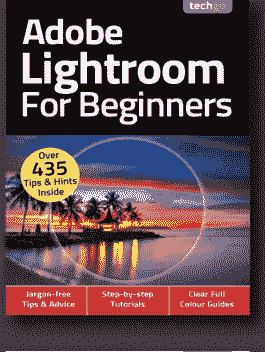 tech
Adobe
Lightroom
For Beginners
Over
435
Tips & Hints
Inside
Jargon-free
Tips & Advice
Step-by-step
Tutorials
Clear Full
Colour Guides